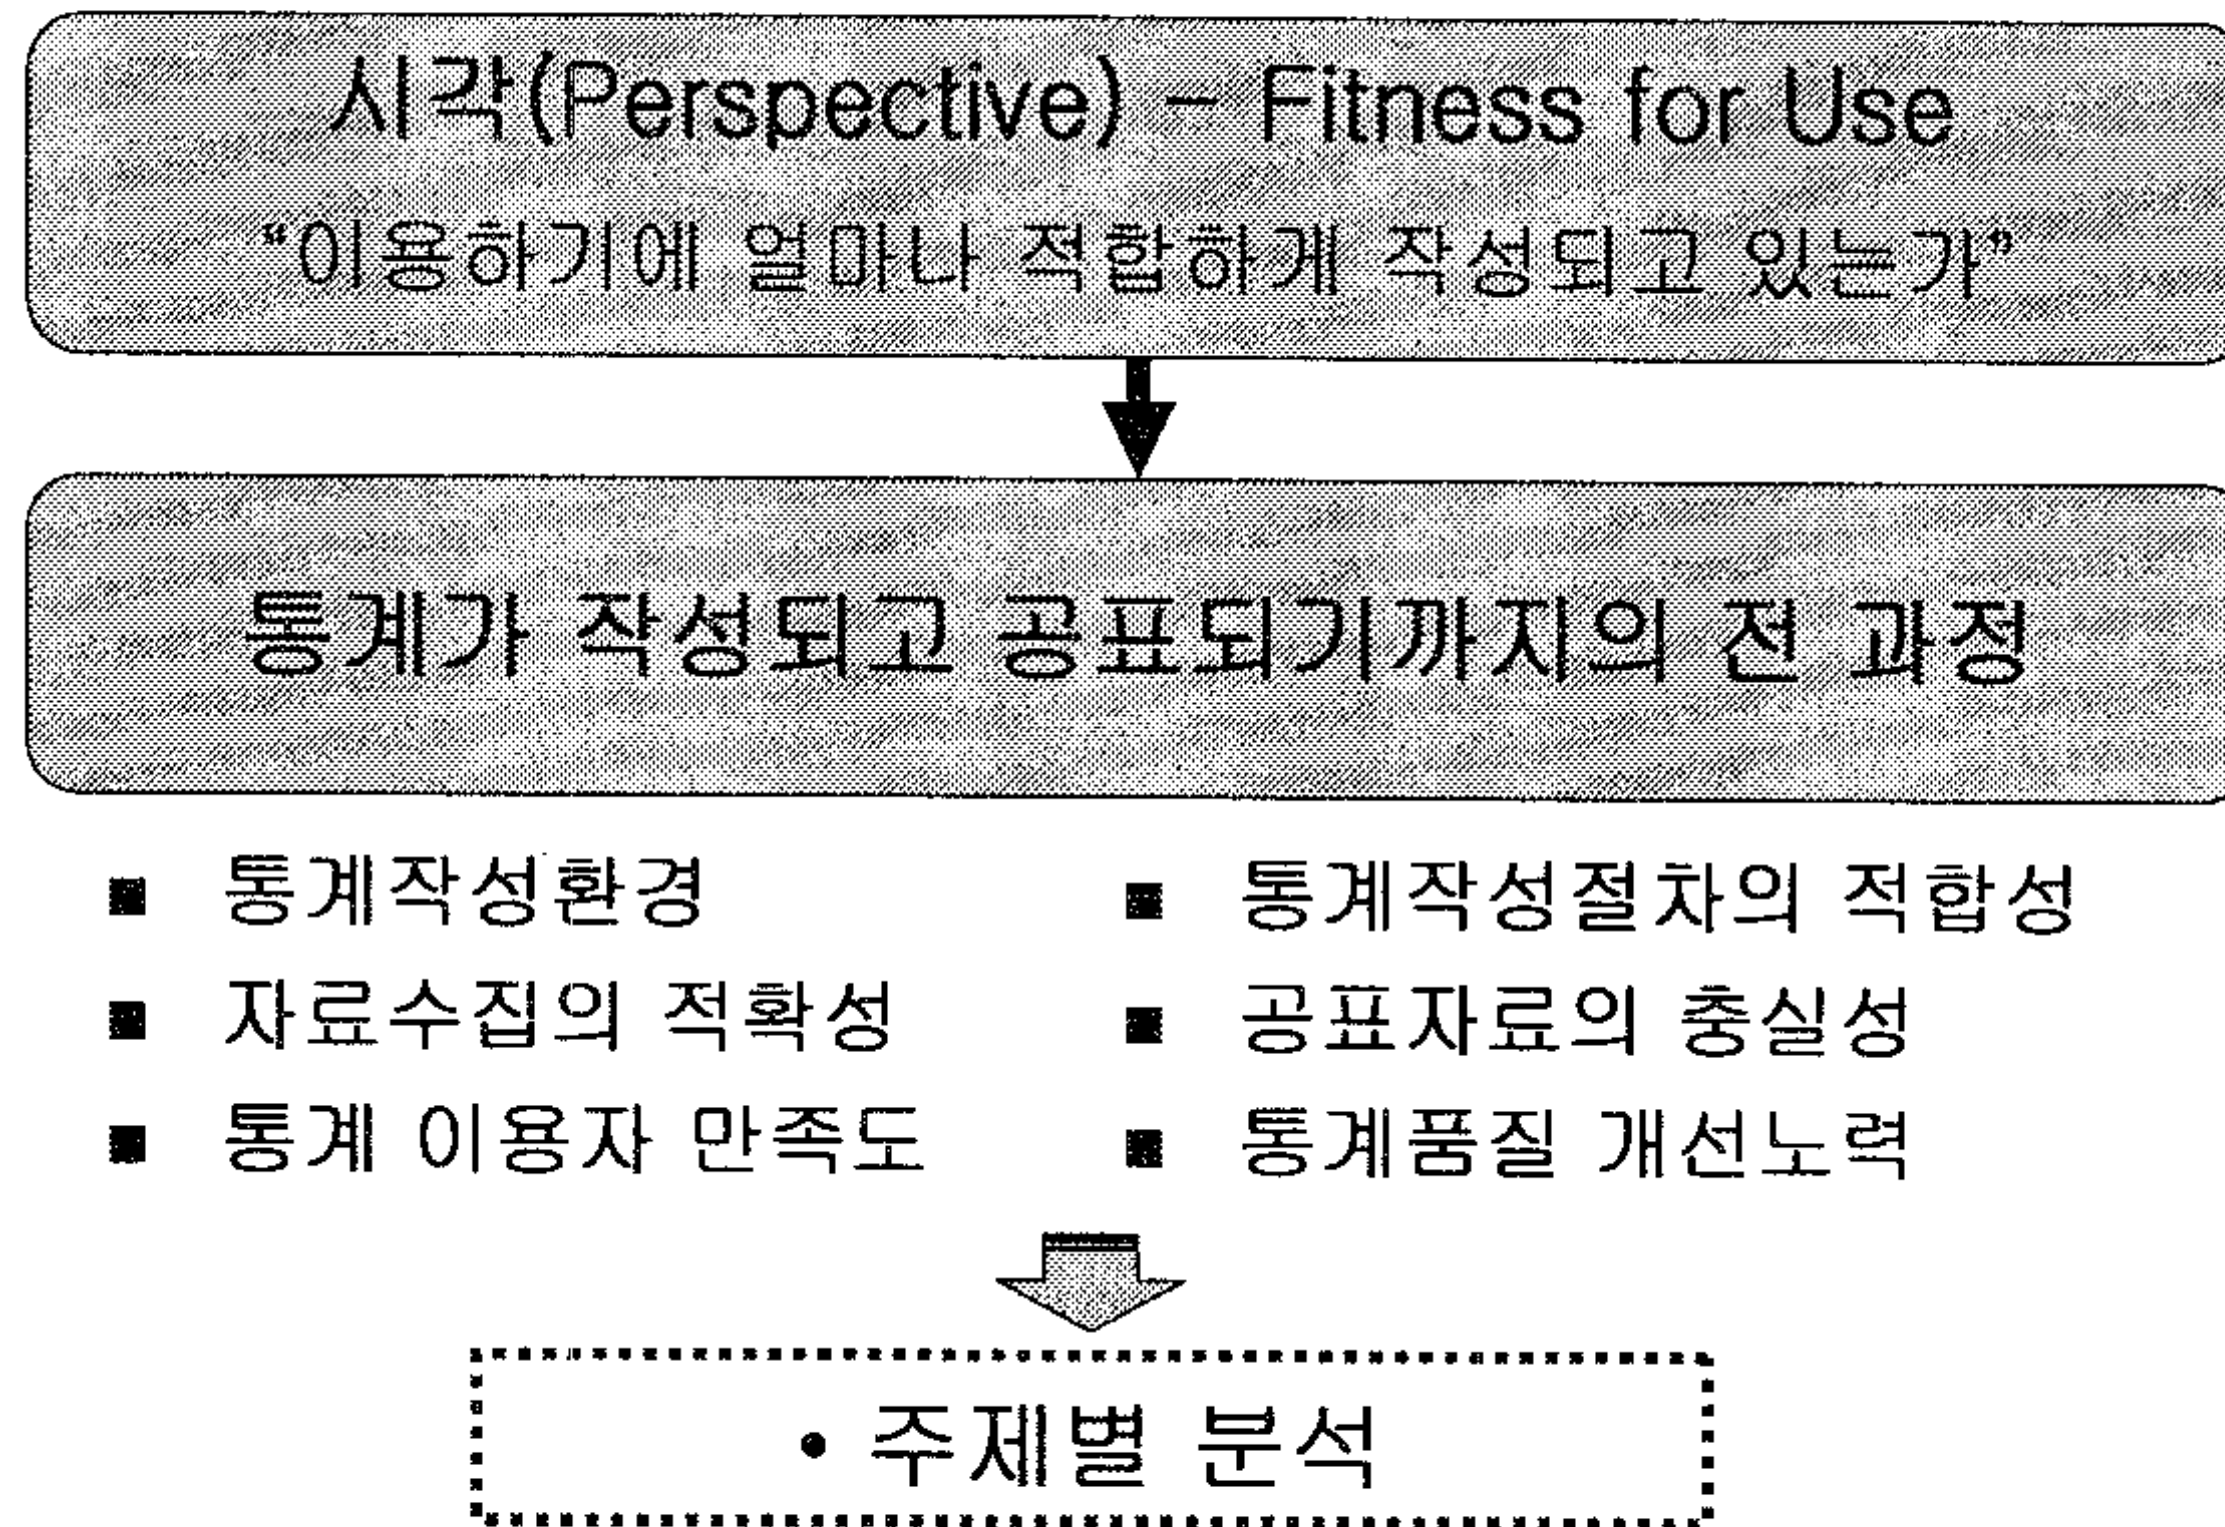 시각(Perspective) - Fitness for Use
“이용하기에 얼마나 적합하게 작성되고 있는가”
통계가 작성되고 공표되기까지의 전 과정
▪ 통계작성환경
▪ 통계작성절차의 적합성
▪ 자료수집의 적확성
▪ 공표자료의 충실성
▪ 통계 이용자 만족도
▪ 통계품질 개선노력
• 주제별 분석